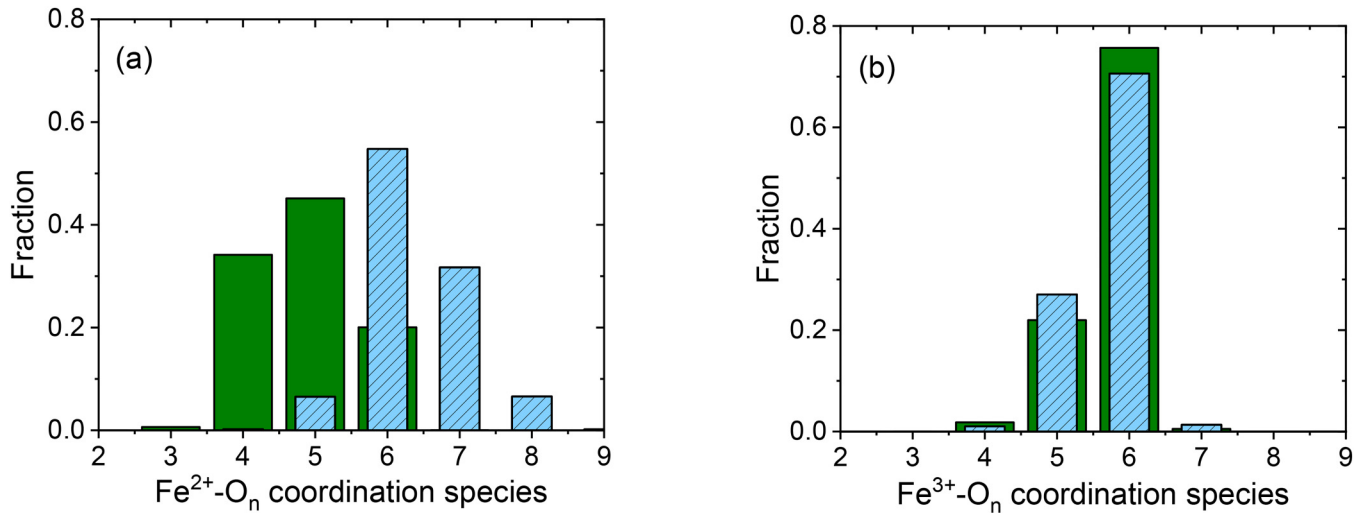 (a)
Fraction
0.8
0.6
0.4
0.2
0.0
2 3 4 5 6 7 8 9
Fe²⁺-Oₙ coordination species
(b)
Fraction
0.8
0.6
0.4
0.2
0.0
2 3 4 5 6 7 8 9
Fe³⁺-Oₙ coordination species